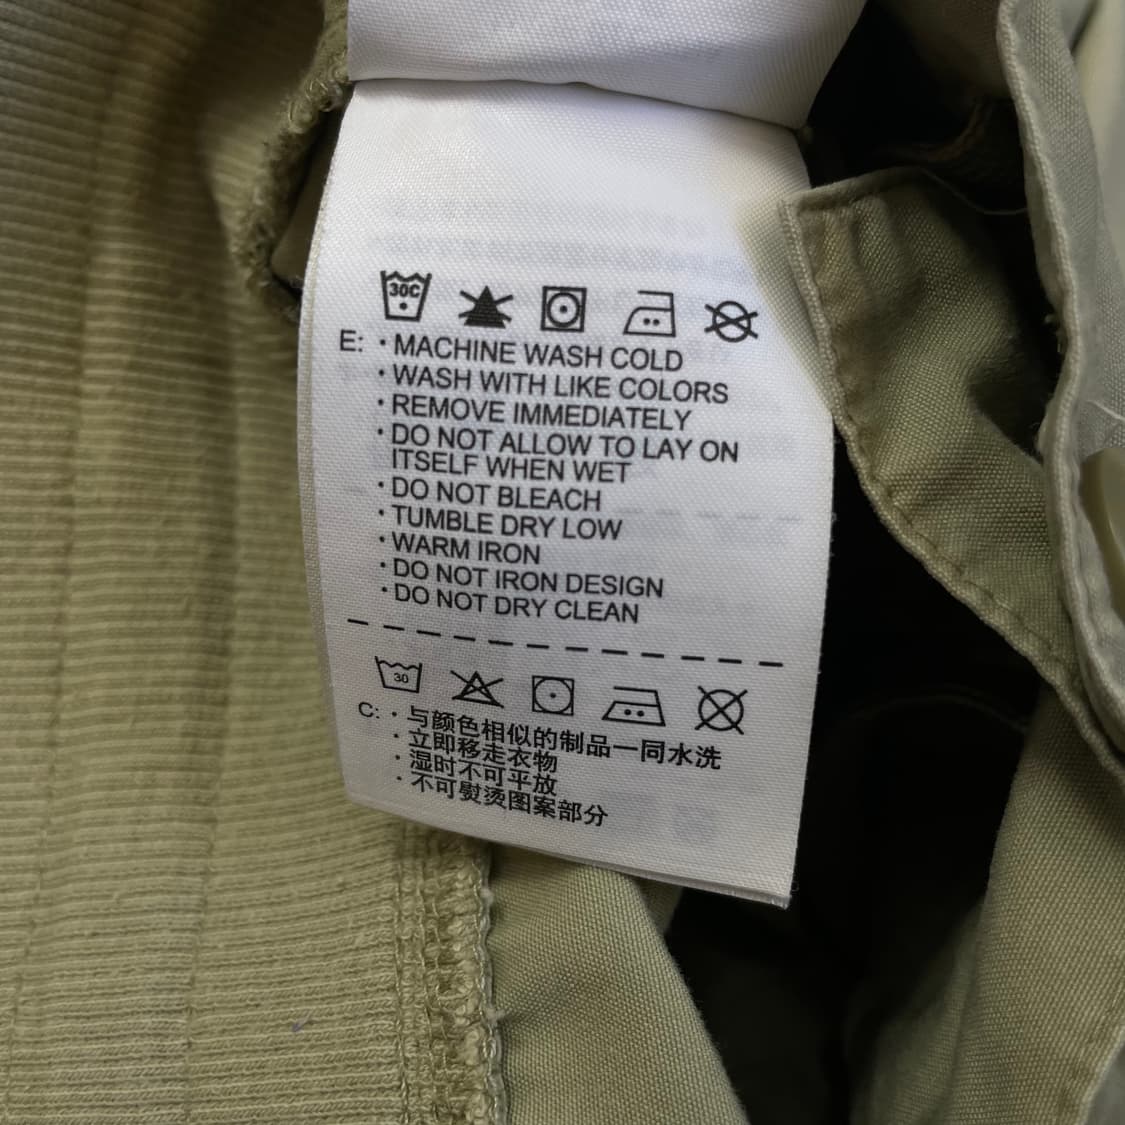 30C
E: · MACHINE WASH COLD
· WASH WITH LIKE COLORS
· REMOVE IMMEDIATELY
· DO NOT ALLOW TO LAY ON
ITSELF WHEN WET
· DO NOT BLEACH
· TUMBLE DRY LOW
· WARM IRON
· DO NOT IRON DESIGN
· DO NOT DRY CLEAN
30
C: · 与颜色相似的制品一同水洗
· 立即移走衣物
· 湿时不可平放
· 不可熨烫图案部分